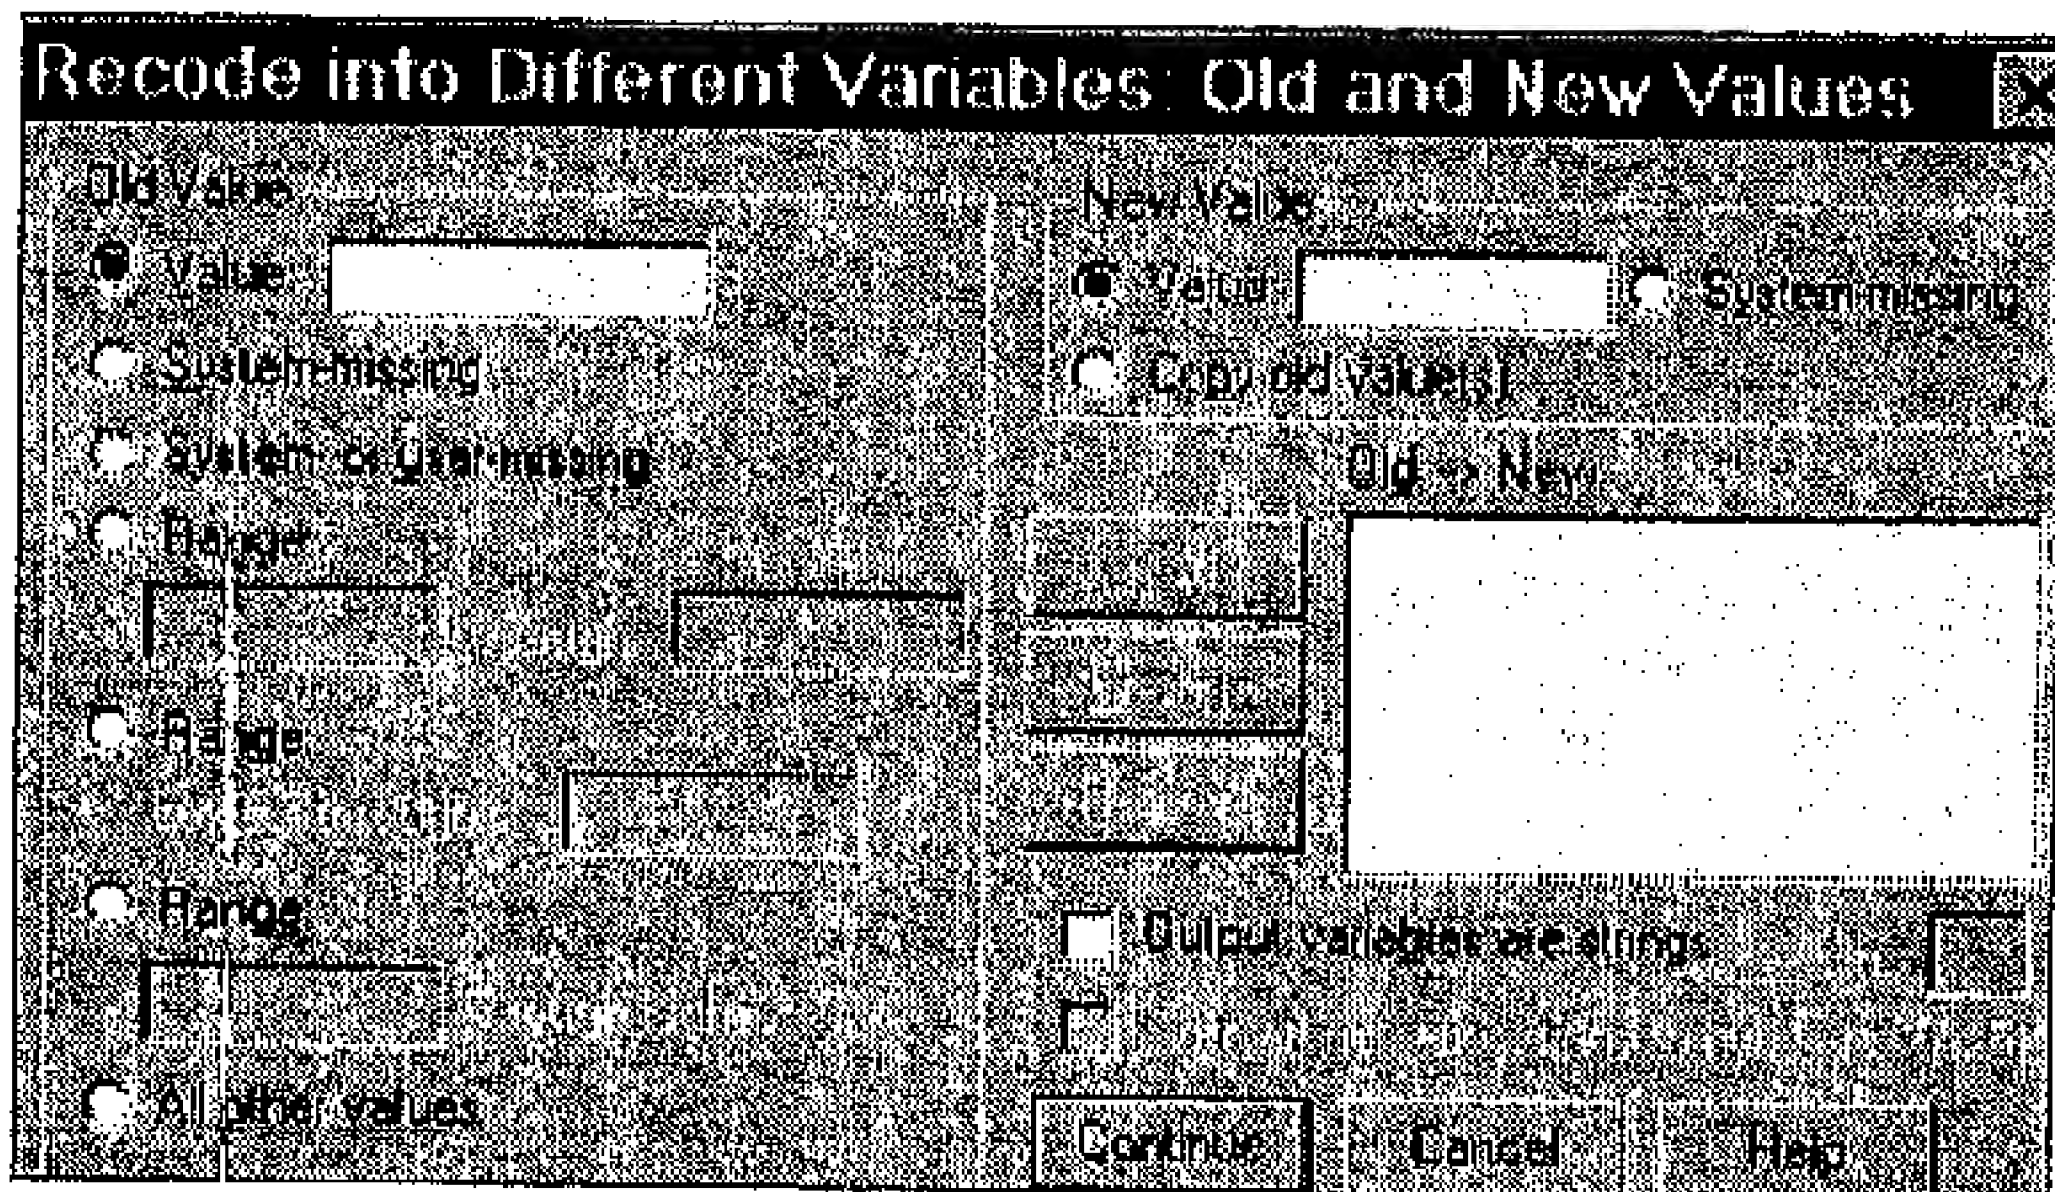 Recode into Different Variables: Old and New Values
Old Value
Value:
System-missing
System- or user-missing
Range:
Range:
Range:
All other values
New Value
Value: System-missing
Copy old value(s)
Old --> New:
Output variables are strings
Continue Cancel Help